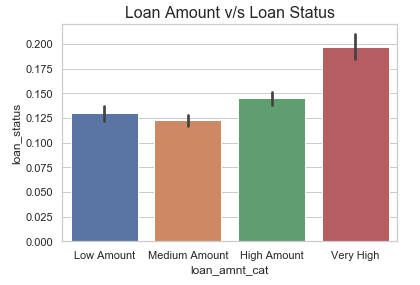 Loan Amount v/s Loan Status
0.200
0.175
0.150
0.125
0.100
0.075
0.050
0.025
0.000
loan_status
Low Amount Medium Amount High Amount Very High
loan_amnt_cat